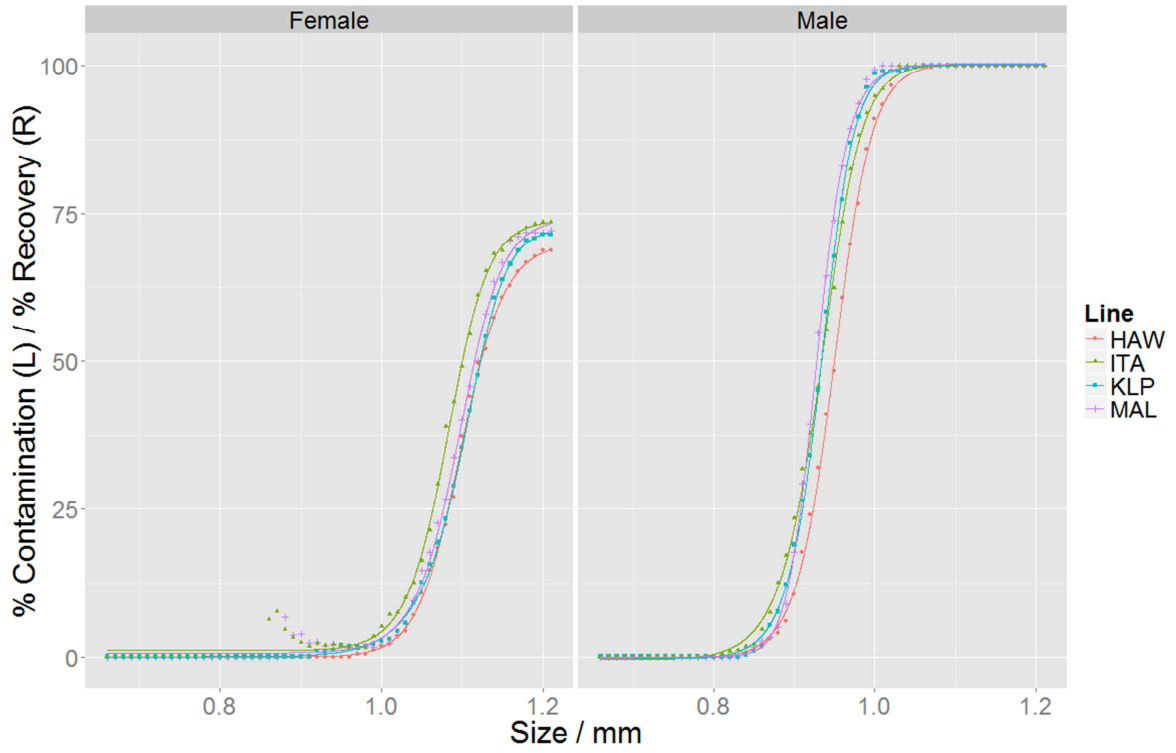 Female
Male
% Contamination (L) / % Recovery (R)
100
75
50
25
0
0.8
1.0
1.2
0.8
1.0
1.2
Size / mm
Line
HAW
ITA
KLP
MAL